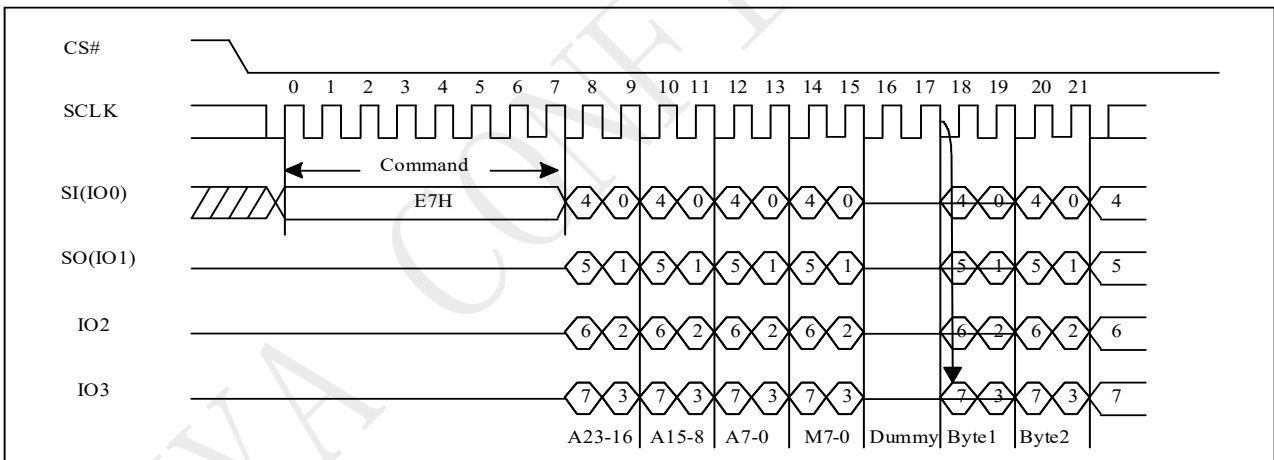 CS#
0 1 2 3 4 5 6 7 8 9 10 11 12 13 14 15 16 17 18 19 20 21
SCLK
Command
SI(IO0)
E7H
4 0 4 0 4 0 4 0 4 0 4 0 4
SO(IO1)
5 1 5 1 5 1 5 1 5 1 5 1 5
IO2
6 2 6 2 6 2 6 2 6 2 6 2 6
IO3
7 3 7 3 7 3 7 3 7 3 7 3 7
A23-16 A15-8 A7-0 M7-0 Dummy Byte1 Byte2